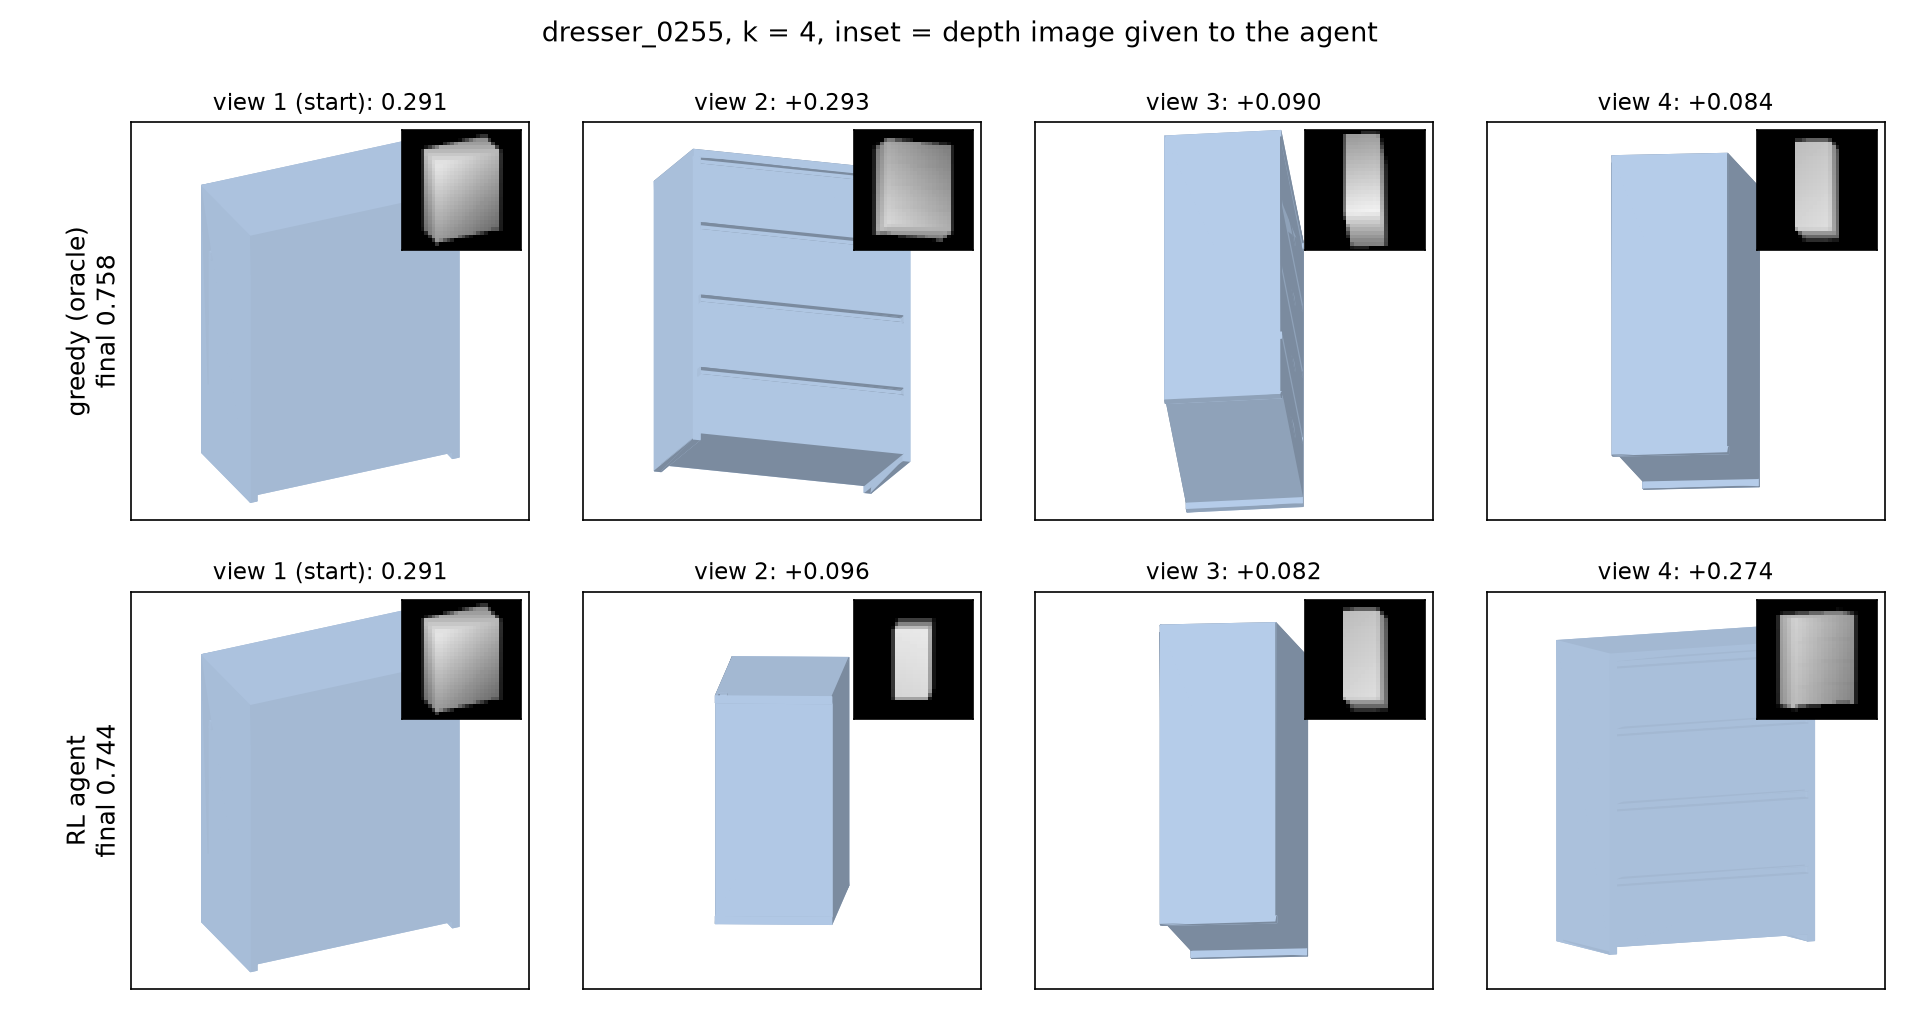 dresser_0255, k = 4, inset = depth image given to the agent
greedy (oracle)
final 0.758
view 1 (start): 0.291
view 2: +0.293
view 3: +0.090
view 4: +0.084
RL agent
final 0.744
view 1 (start): 0.291
view 2: +0.096
view 3: +0.082
view 4: +0.274